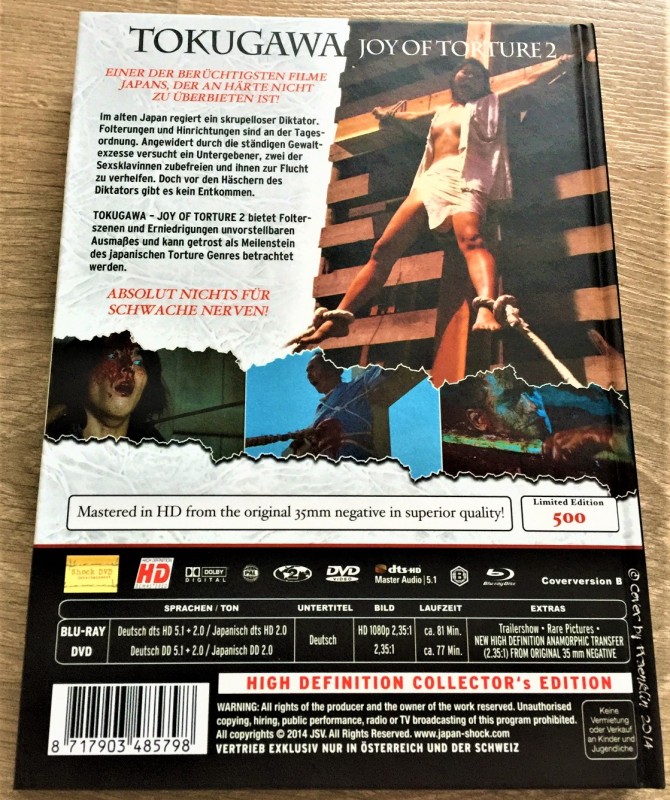 TOKUGAWA JOY OF TORTURE 2
EINER DER BERÜCHTIGSTEN FILME
JAPANS, DER AN HÄRTE NICHT
ZU ÜBERBIETEN IST!
Im alten Japan regiert ein skrupelloser Diktator.
Folterungen und Hinrichtungen sind an der Tages-
ordnung. Angewidert durch die ständigen Gewalt-
exzesse versucht ein Untergebener, zwei der
Sexsklavinnen zubefreien und ihnen zur Flucht
zu verhelfen. Doch vor den Häschern des
Diktators gibt es kein Entkommen.
TOKUGAWA – JOY OF TORTURE 2 bietet Folter-
szenen und Erniedrigungen unvorstellbaren
Ausmaßes und kann getrost als Meilenstein
des japanischen Torture Genres betrachtet
werden.
ABSOLUT NICHTS FÜR
SCHWACHE NERVEN!
Mastered in HD from the original 35mm negative in superior quality!
Limited Edition
500
Shock DVD
HIGH DEFINITION
HD
REMASTERED
DOLBY
DIGITAL
PAL
2
DVD
VIDEO
dts-HD
Master Audio 5.1
B
Blu-ray Disc
Coverversion B
SPRACHEN / TON UNTERTITEL BILD LAUFZEIT EXTRAS
BLU-RAY Deutsch dts HD 5.1 + 2.0 / Japanisch dts HD 2.0 Deutsch HD 1080p 2,35:1 ca. 81 Min. Trailershow • Rare Pictures •
NEW HIGH DEFINITION ANAMORPHIC TRANSFER
DVD Deutsch DD 5.1 + 2.0 / Japanisch DD 2.0 2,35:1 ca. 77 Min. (2.35:1) FROM ORIGINAL 35 mm NEGATIVE
HIGH DEFINITION COLLECTOR's EDITION
WARNING: All rights of the producer and the owner of the work reserved. Unauthorised
copying, hiring, public performance, radio or TV broadcasting of this program prohibited.
All copyrights © 2014 JSV. All Rights Reserved. www.japan-shock.com
VERTRIEB EXKLUSIV NUR IN ÖSTERREICH UND DER SCHWEIZ
8 717903 485798
Keine
Vermietung
oder Verkauf
an Kinder und
Jugendliche
© cover by 2014